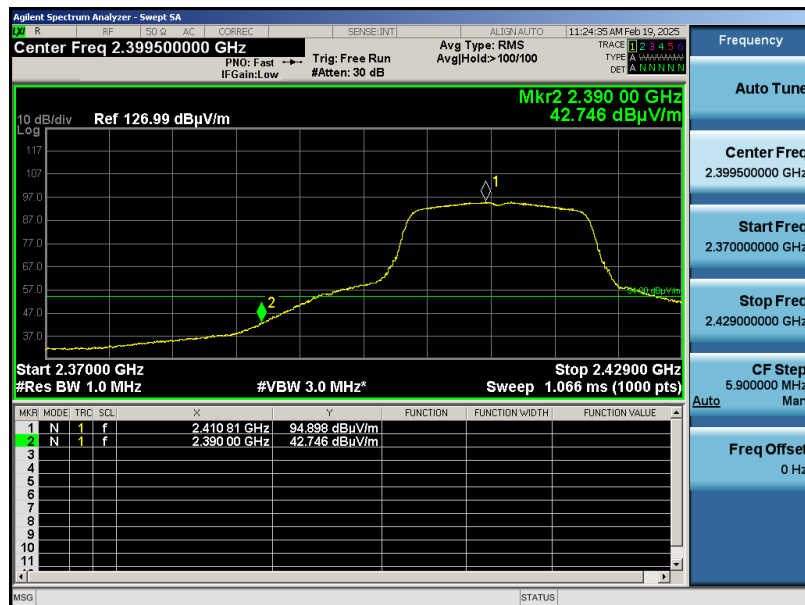 Agilent Spectrum Analyzer - Swept SA
LXI R RF 50 Ω AC CORREC SENSE:INT ALIGN AUTO 11:24:35 AM Feb 19, 2025
Center Freq 2.399500000 GHz
PNO: Fast
IFGain:Low
Trig: Free Run
#Atten: 30 dB
Avg Type: RMS
Avg|Hold:>100/100
TRACE 1 2 3 4 5 6
TYPE A WWWWW
DET A N N N N N
Mkr2 2.390 00 GHz
42.746 dBµV/m
10 dB/div Ref 126.99 dBµV/m
Log
117
107
97.0
87.0
77.0
67.0
57.0
47.0
37.0
1
2
54.00 dBµV/m
Start 2.37000 GHz Stop 2.42900 GHz
#Res BW 1.0 MHz #VBW 3.0 MHz* Sweep 1.066 ms (1000 pts)
MKR MODE TRC SCL X Y FUNCTION FUNCTION WIDTH FUNCTION VALUE
1 N 1 f 2.410 81 GHz 94.898 dBµV/m
2 N 1 f 2.390 00 GHz 42.746 dBµV/m
3
4
5
6
7
8
9
10
11
MSG STATUS
Frequency
Auto Tune
Center Freq
2.399500000 GHz
Start Freq
2.370000000 GHz
Stop Freq
2.429000000 GHz
CF Step
5.900000 MHz
Auto Man
Freq Offset
0 Hz